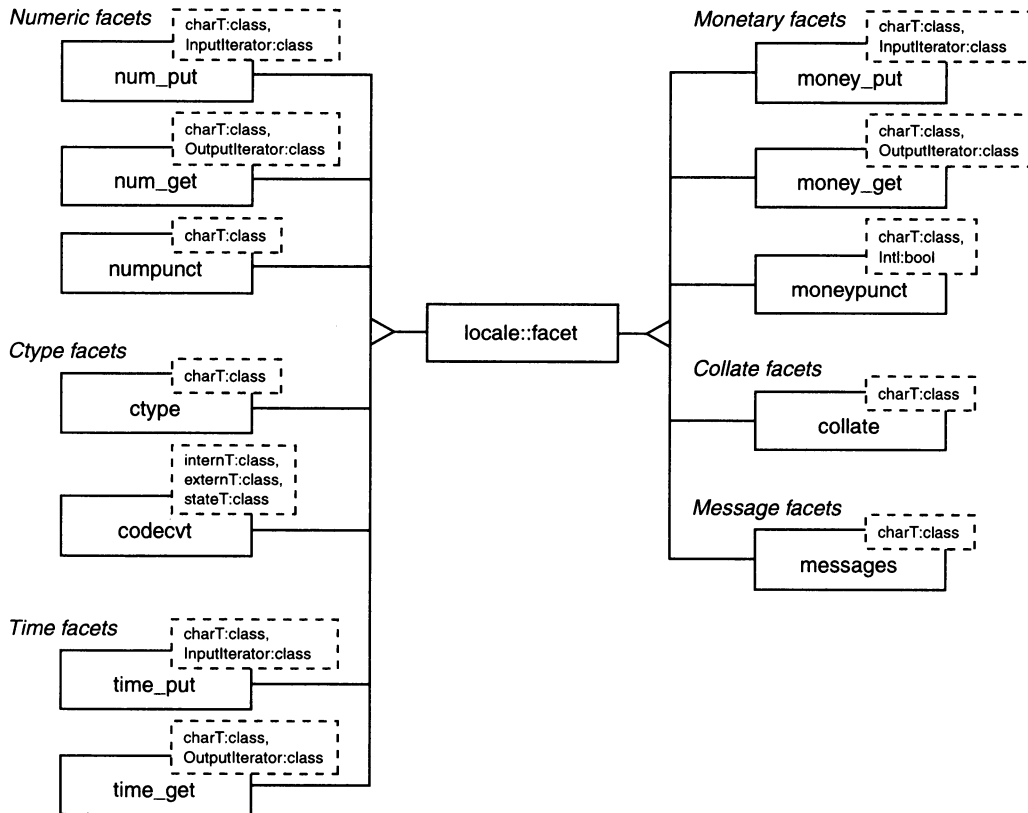 Numeric facets
charT:class,
InputIterator:class
num_put
charT:class,
OutputIterator:class
num_get
charT:class
numpunct
Ctype facets
charT:class
ctype
internT:class,
externT:class,
stateT:class
codecvt
Time facets
charT:class,
InputIterator:class
time_put
charT:class,
OutputIterator:class
time_get
locale::facet
Monetary facets
charT:class,
InputIterator:class
money_put
charT:class,
OutputIterator:class
money_get
charT:class,
Intl:bool
moneypunct
Collate facets
charT:class
collate
Message facets
charT:class
messages